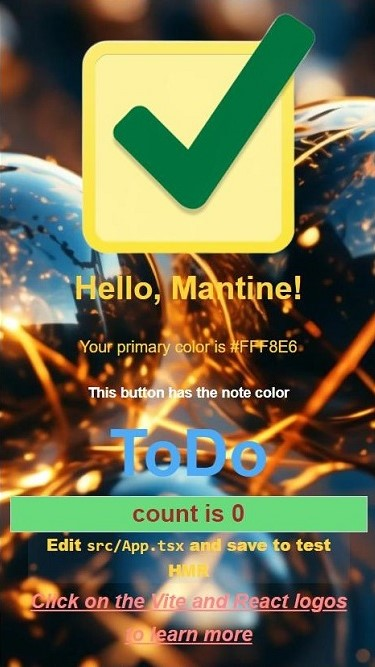 Hello, Mantine!
Your primary color is #FFF8E6
This button has the note color
ToDo
count is 0
Edit src/App.tsx and save to test
HMR
Click on the Vite and React logos
to learn more